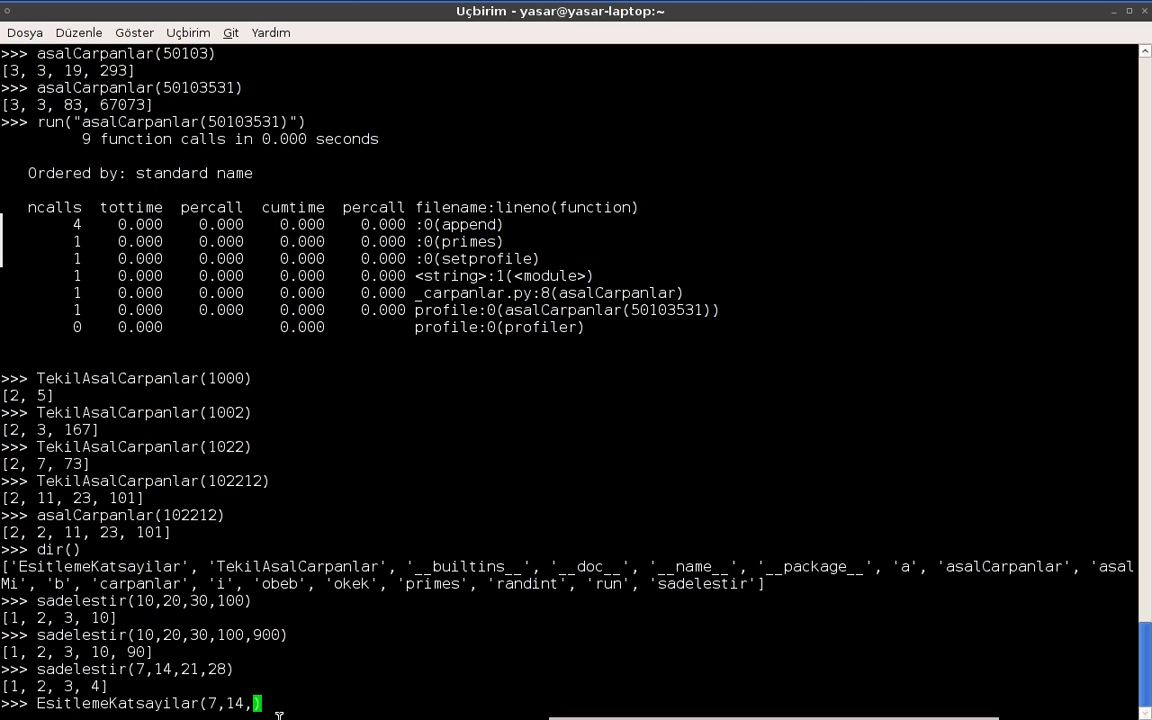 Uçbirim - yasar@yasar-laptop:~
Dosya Düzenle Göster Uçbirim Git Yardım
>>> asalCarpanlar(50103)
[3, 3, 19, 293]
>>> asalCarpanlar(50103531)
[3, 3, 83, 67073]
>>> run("asalCarpanlar(50103531)")
         9 function calls in 0.000 seconds
   Ordered by: standard name
   ncalls  tottime  percall  cumtime  percall filename:lineno(function)
        4    0.000    0.000    0.000    0.000 :0(append)
        1    0.000    0.000    0.000    0.000 :0(primes)
        1    0.000    0.000    0.000    0.000 :0(setprofile)
        1    0.000    0.000    0.000    0.000 <string>:1(<module>)
        1    0.000    0.000    0.000    0.000 _carpanlar.py:8(asalCarpanlar)
        1    0.000    0.000    0.000    0.000 profile:0(asalCarpanlar(50103531))
        0    0.000             0.000          profile:0(profiler)
>>> TekilAsalCarpanlar(1000)
[2, 5]
>>> TekilAsalCarpanlar(1002)
[2, 3, 167]
>>> TekilAsalCarpanlar(1022)
[2, 7, 73]
>>> TekilAsalCarpanlar(102212)
[2, 11, 23, 101]
>>> asalCarpanlar(102212)
[2, 2, 11, 23, 101]
>>> dir()
['EsitlemeKatsayilar', 'TekilAsalCarpanlar', '__builtins__', '__doc__', '__name__', '__package__', 'a', 'asalCarpanlar', 'asal
Mi', 'b', 'carpanlar', 'i', 'obeb', 'okek', 'primes', 'randint', 'run', 'sadelestir']
>>> sadelestir(10,20,30,100)
[1, 2, 3, 10]
>>> sadelestir(10,20,30,100,900)
[1, 2, 3, 10, 90]
>>> sadelestir(7,14,21,28)
[1, 2, 3, 4]
>>> EsitlemeKatsayilar(7,14,)